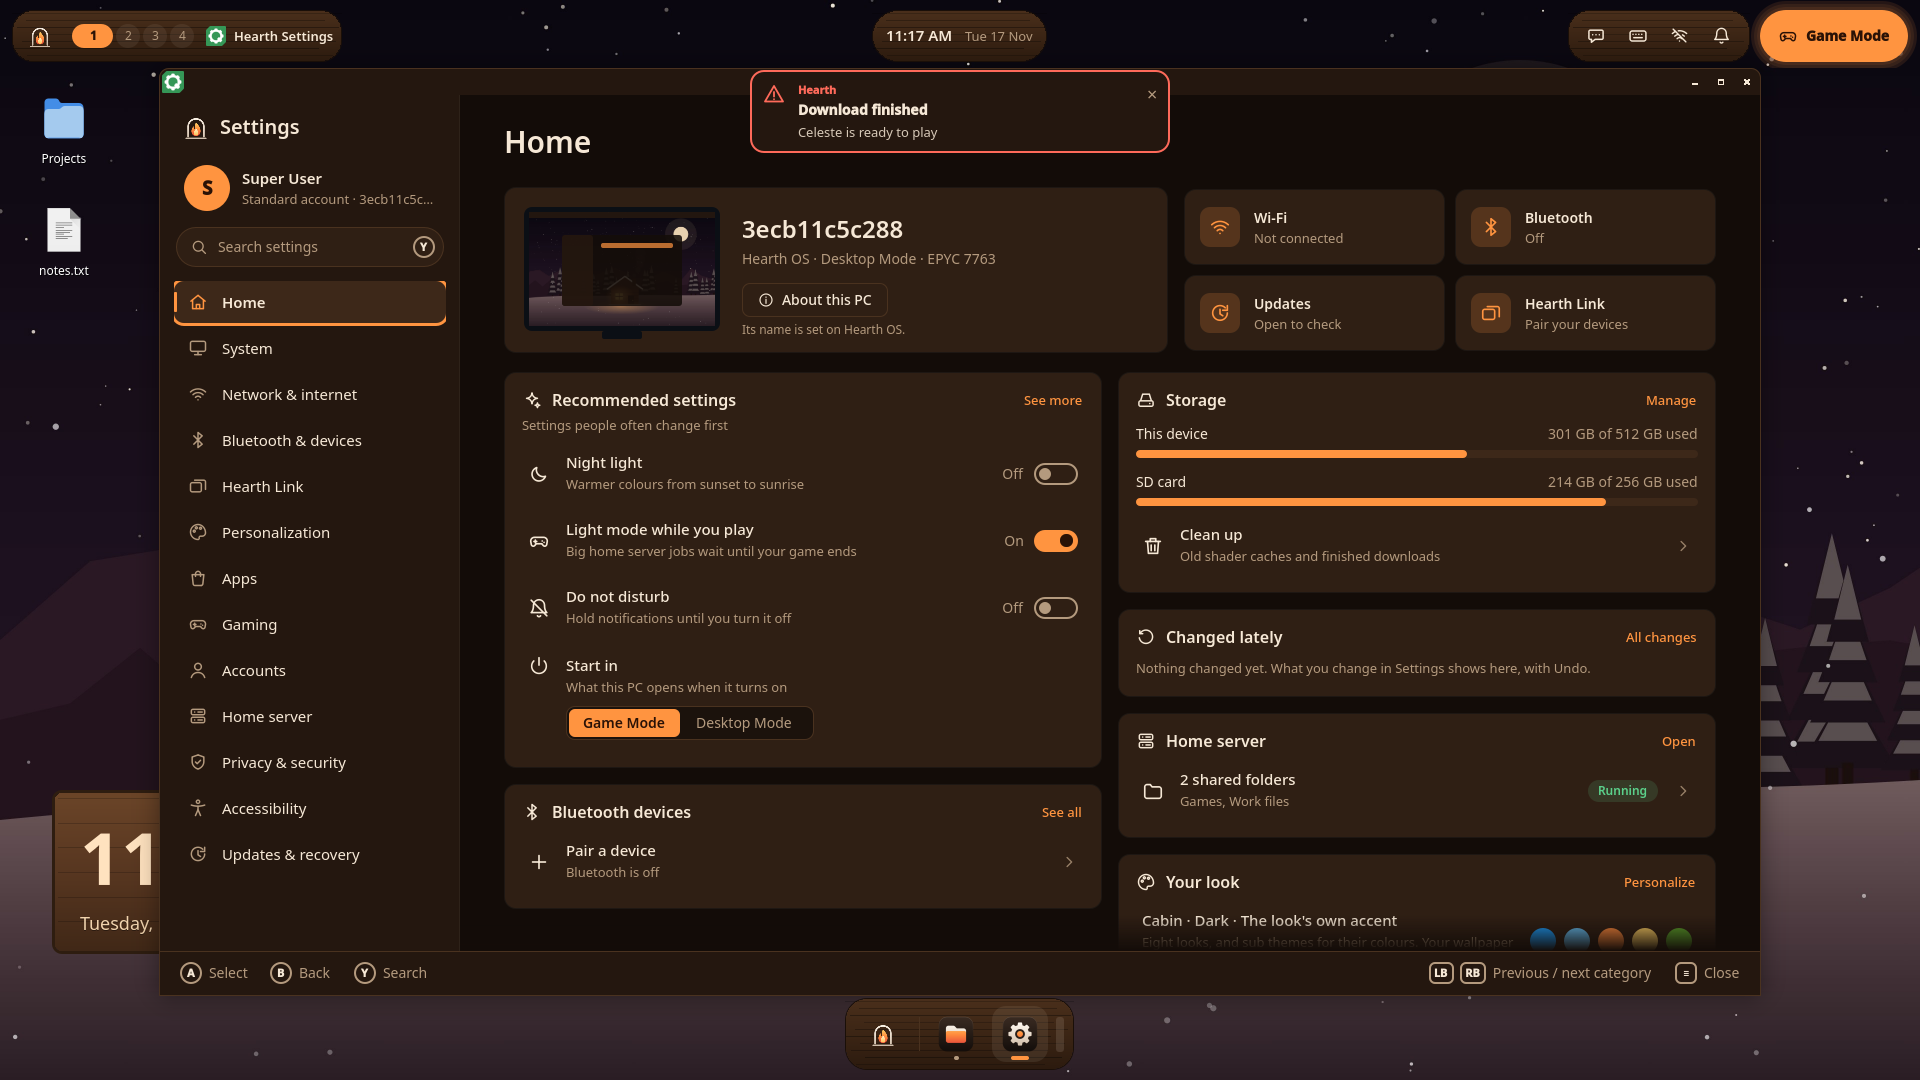 1 2 3 4 Hearth Settings
11:17 AM Tue 17 Nov
Game Mode
Projects
notes.txt
11
Tuesday,
Hearth
Download finished
Celeste is ready to play
Settings
S
Super User
Standard account · 3ecb11c5c...
Search settings Y
Home
System
Network & internet
Bluetooth & devices
Hearth Link
Personalization
Apps
Gaming
Accounts
Home server
Privacy & security
Accessibility
Updates & recovery
Home
3ecb11c5c288
Hearth OS · Desktop Mode · EPYC 7763
About this PC
Its name is set on Hearth OS.
Wi-Fi
Not connected
Bluetooth
Off
Updates
Open to check
Hearth Link
Pair your devices
Recommended settings See more
Settings people often change first
Night light
Warmer colours from sunset to sunrise
Off
Light mode while you play
Big home server jobs wait until your game ends
On
Do not disturb
Hold notifications until you turn it off
Off
Start in
What this PC opens when it turns on
Game Mode Desktop Mode
Bluetooth devices See all
Pair a device
Bluetooth is off
Storage Manage
This device 301 GB of 512 GB used
SD card 214 GB of 256 GB used
Clean up
Old shader caches and finished downloads
Changed lately All changes
Nothing changed yet. What you change in Settings shows here, with Undo.
Home server Open
2 shared folders
Games, Work files
Running
Your look Personalize
Cabin · Dark · The look's own accent
Eight looks, and sub themes for their colours. Your wallpaper
A Select B Back Y Search
LB RB Previous / next category ≡ Close